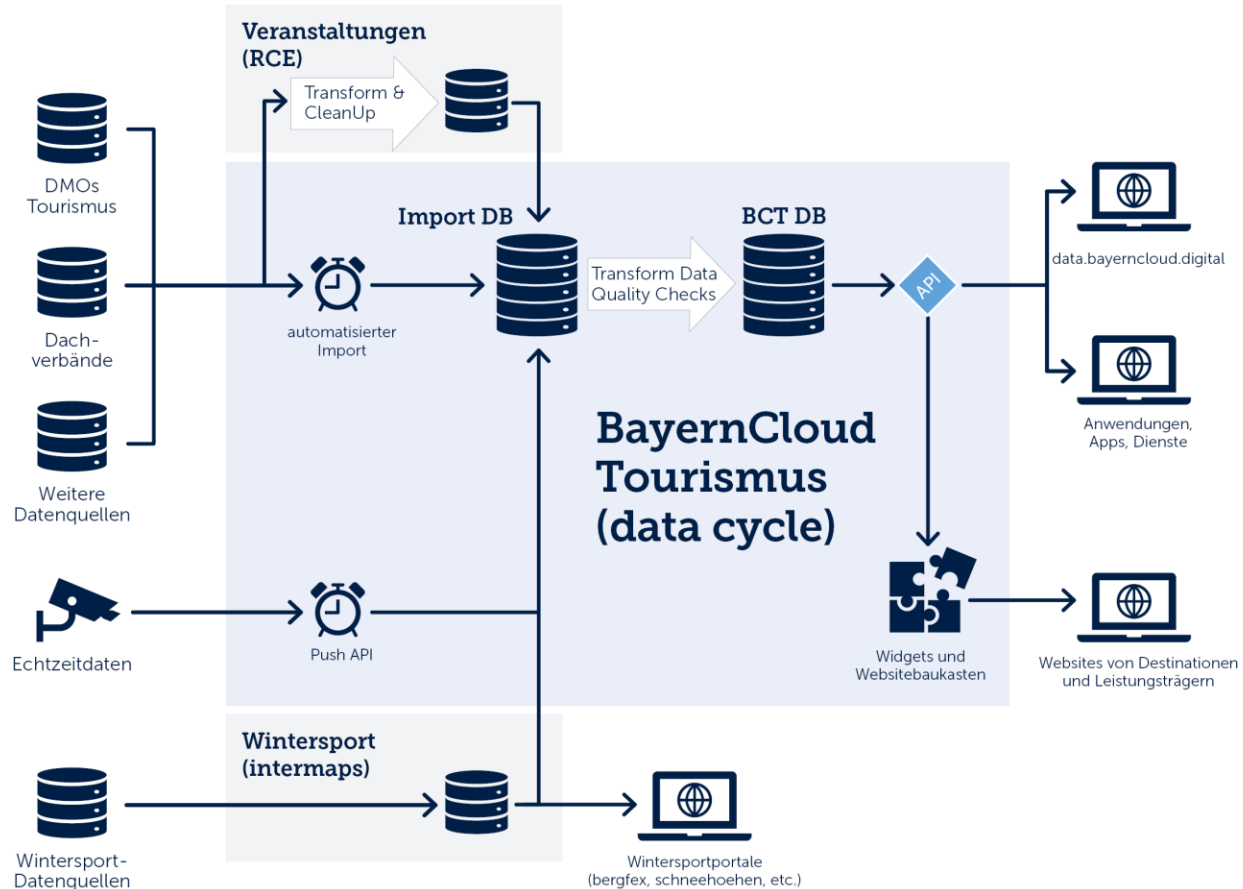 Veranstaltungen
(RCE)
Transform &
CleanUp
DMOs
Tourismus
Import DB
BCT DB
Transform Data
Quality Checks
API
data.bayerncloud.digital
Dach-
verbände
automatisierter
Import
Anwendungen,
Apps, Dienste
BayernCloud
Tourismus
(data cycle)
Weitere
Datenquellen
Echtzeitdaten
Push API
Widgets und
Websitebaukasten
Websites von Destinationen
und Leistungsträgern
Wintersport
(intermaps)
Wintersport-
Datenquellen
Wintersportportale
(bergfex, schneehoehen, etc.)